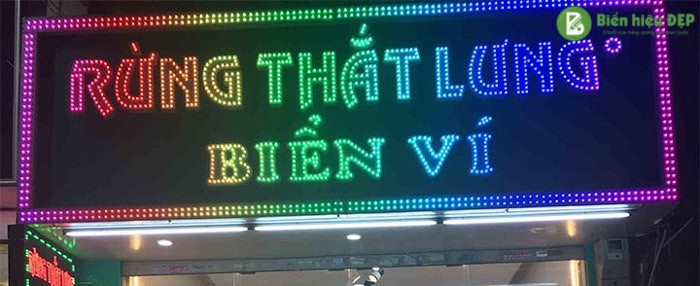 Biển hiệu ĐẸP
RỪNG THẮT LƯNG
BIỂN VÍ